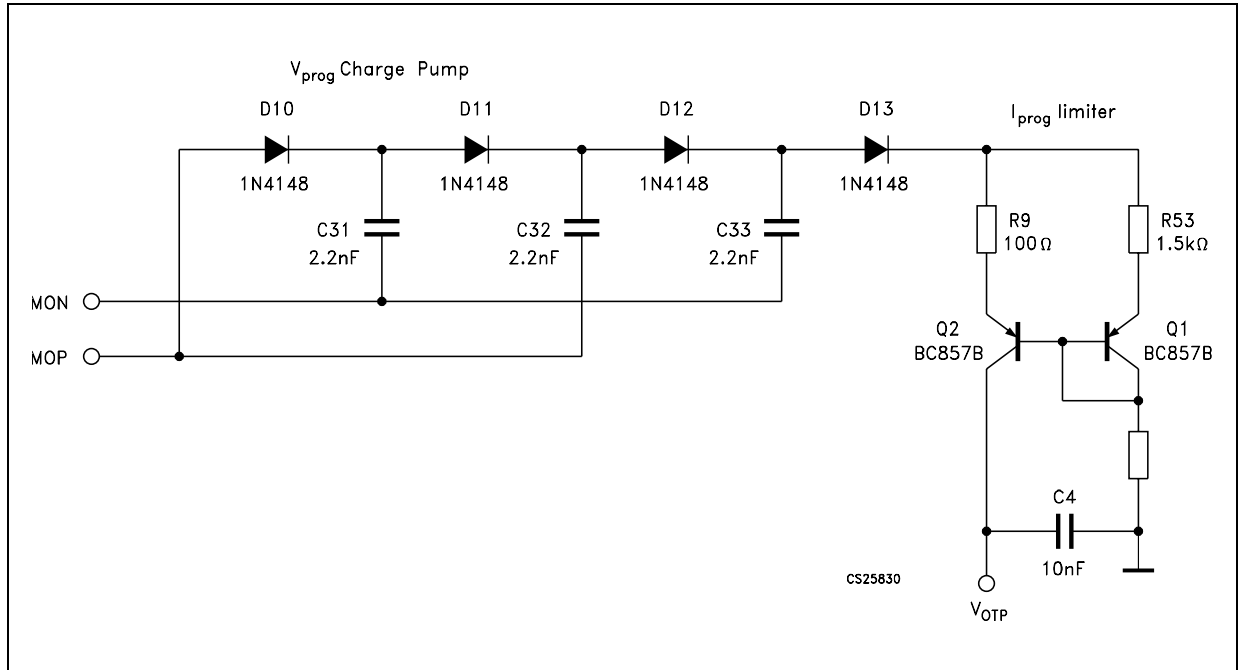 Vprog Charge Pump
D10
D11
D12
D13
Iprog limiter
1N4148
1N4148
1N4148
1N4148
C31
2.2nF
C32
2.2nF
C33
2.2nF
R9
100Ω
R53
1.5kΩ
MON
MOP
Q2
BC857B
Q1
BC857B
C4
10nF
CS25830
VOTP